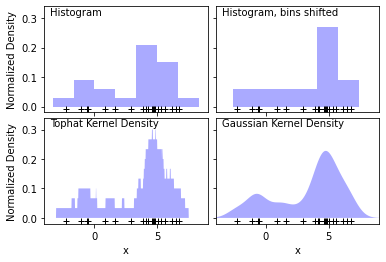 Histogram
Histogram, bins shifted
Normalized Density
0.3
0.2
0.1
0.0
Tophat Kernel Density
Gaussian Kernel Density
Normalized Density
0.3
0.2
0.1
0.0
0
5
0
5
x
x